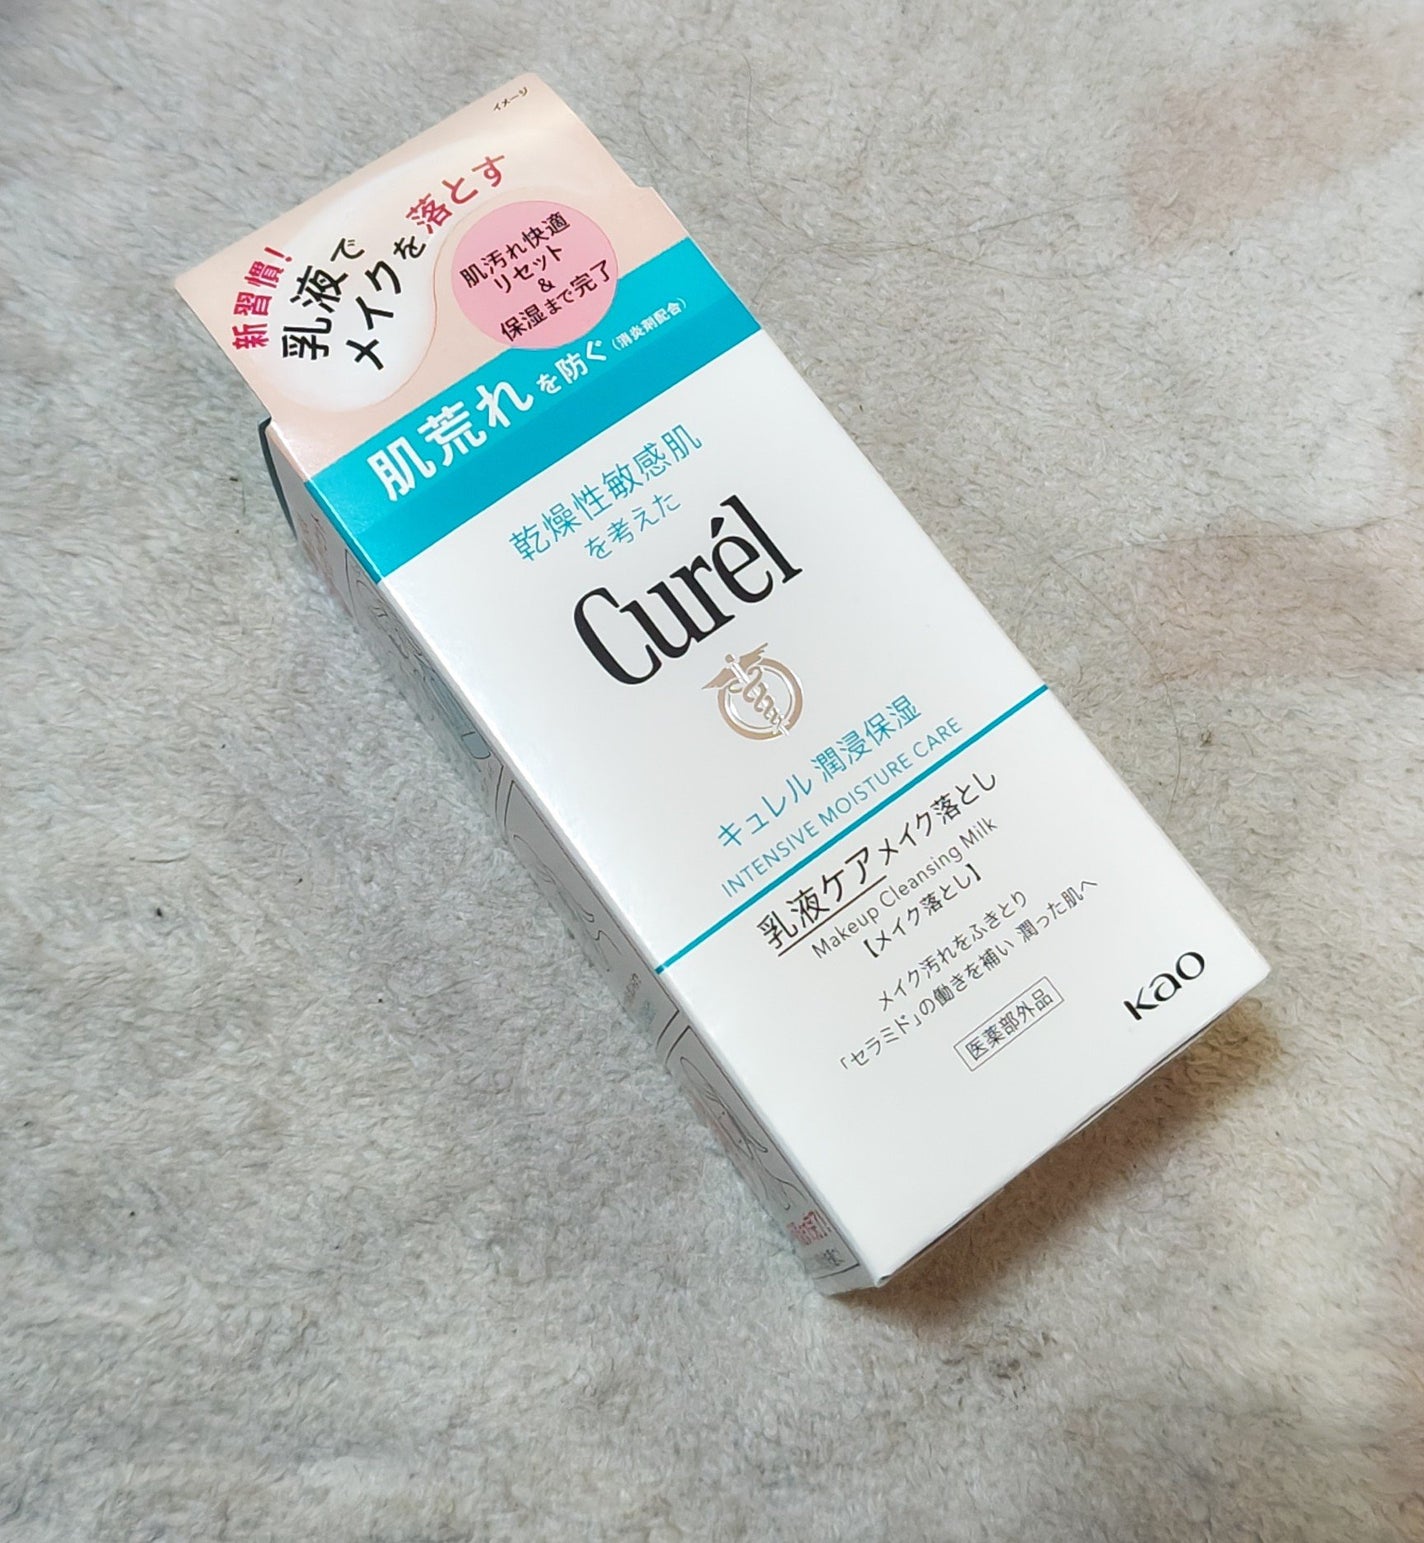 イメージ
新習慣!
乳液で
メイクを落とす
肌汚れ快適
リセット
&
保湿まで完了
肌荒れを防ぐ(消炎剤配合)
乾燥性敏感肌
を考えた
Curél
キュレル 潤浸保湿
INTENSIVE MOISTURE CARE
乳液ケアメイク落とし
Makeup Cleansing Milk
【メイク落とし】
メイク汚れをふきとり
「セラミド」の働きを補い 潤った肌へ
医薬部外品
Kao